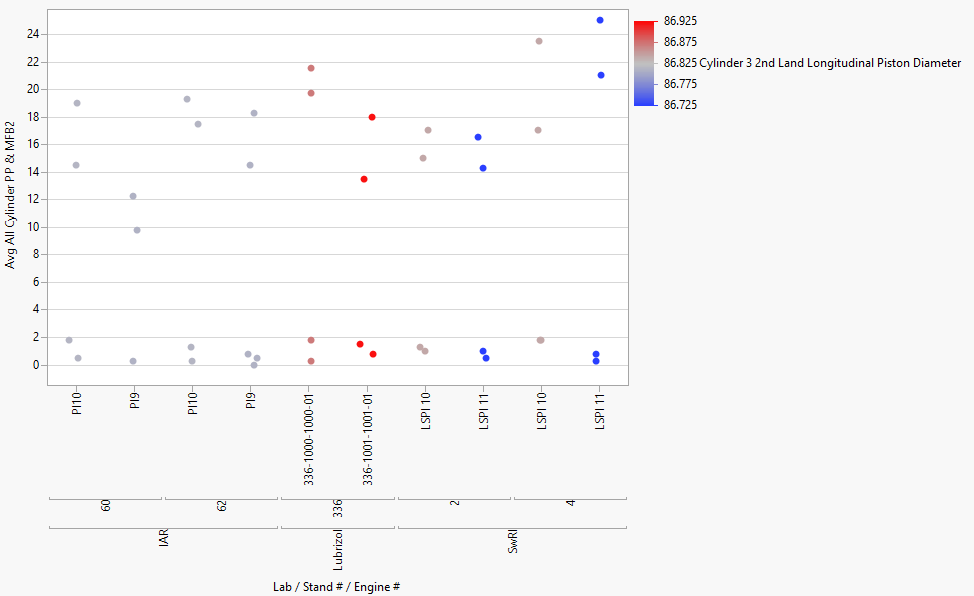 86.925
86.875
86.825
86.775
86.725
Cylinder 3 2nd Land Longitudinal Piston Diameter
Avg All Cylinder PP & MFB2
24
22
20
18
16
14
12
10
8
6
4
2
0
PI10
PI9
PI10
PI9
336-1000-1000-01
336-1001-1001-01
LSPI 10
LSPI 11
LSPI 10
LSPI 11
60
62
336
2
4
IAR
Lubrizol
SwRI
Lab / Stand # / Engine #